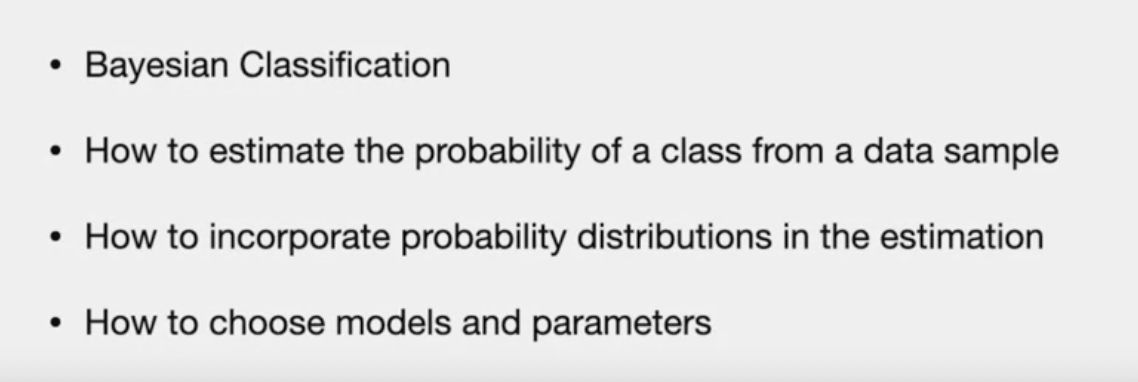 • Bayesian Classification
• How to estimate the probability of a class from a data sample
• How to incorporate probability distributions in the estimation
• How to choose models and parameters